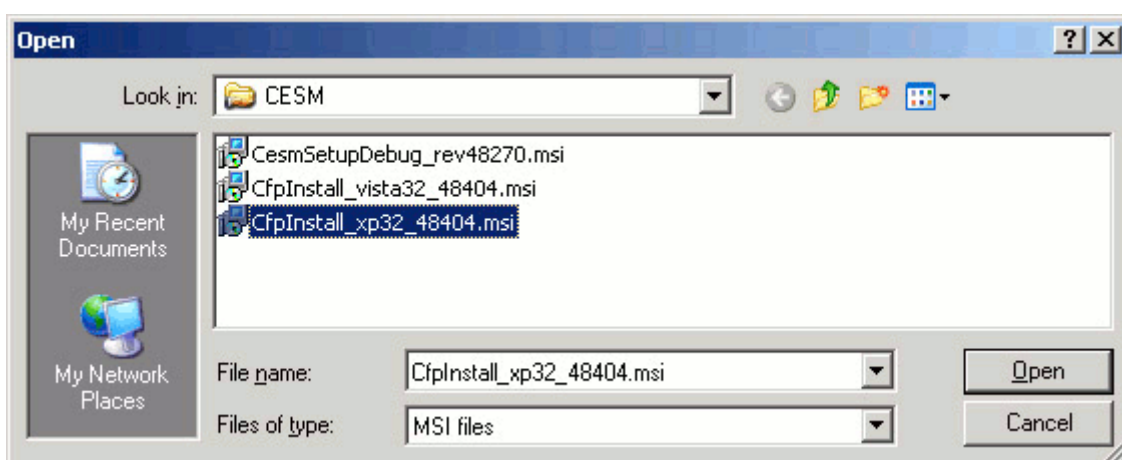 Open
Look in: CESM
CesmSetupDebug_rev48270.msi
CfpInstall_vista32_48404.msi
CfpInstall_xp32_48404.msi
My Recent
Documents
My Network
Places
File name: CfpInstall_xp32_48404.msi Open
Files of type: MSI files Cancel